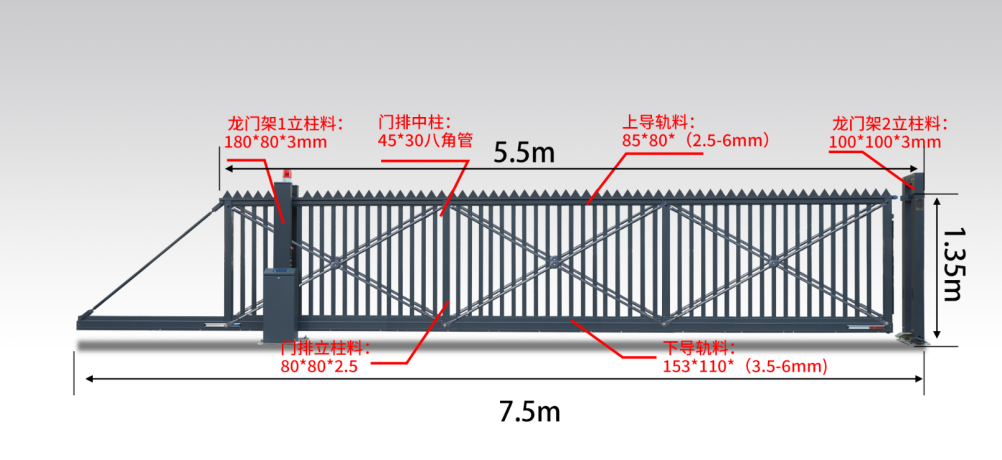 龙门架1立柱料：
180*80*3mm
门排中柱：
45*30八角管
上导轨料：
85*80*（2.5-6mm）
龙门架2立柱料：
100*100*3mm
5.5m
1.35m
门排立柱料：
80*80*2.5
下导轨料：
153*110*（3.5-6mm)
7.5m